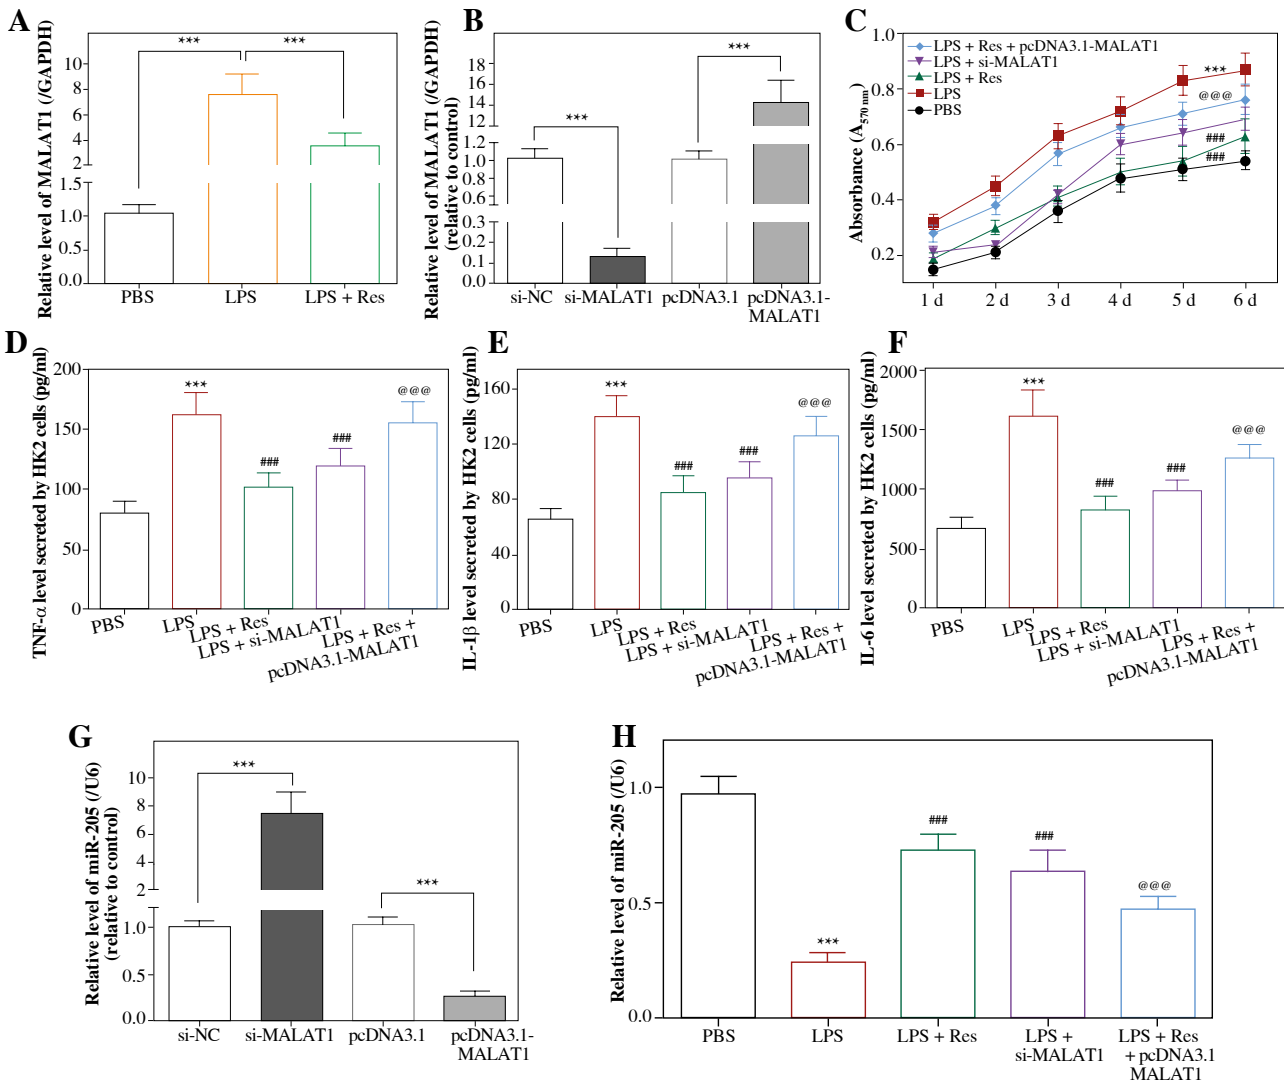 A
Relative level of MALAT1 (/GAPDH)
10
8
6
4
2
1.5
1.0
0.5
0.0
***
***
PBS
LPS
LPS + Res
B
Relative level of MALAT1 (/GAPDH)
(relative to control)
18
16
14
12
10
1.2
1.0
0.8
0.6
0.4
0.3
0.2
0.1
0.0
***
***
si-NC
si-MALAT1
pcDNA3.1
pcDNA3.1-
MALAT1
C
Absorbance (A570 nm)
1.0
0.8
0.6
0.4
0.2
LPS + Res + pcDNA3.1-MALAT1
LPS + si-MALAT1
LPS + Res
LPS
PBS
***
@@@
###
###
1 d
2 d
3 d
4 d
5 d
6 d
D
TNF-α level secreted by HK2 cells (pg/ml)
200
150
100
50
0
***
###
###
@@@
PBS
LPS
LPS + Res
LPS + si-MALAT1
LPS + Res +
pcDNA3.1-MALAT1
E
IL-1β level secreted by HK2 cells (pg/ml)
160
120
80
40
0
***
###
###
@@@
PBS
LPS
LPS + Res
LPS + si-MALAT1
LPS + Res +
pcDNA3.1-MALAT1
F
IL-6 level secreted by HK2 cells (pg/ml)
2000
1500
1000
500
0
***
###
###
@@@
PBS
LPS
LPS + Res
LPS + si-MALAT1
LPS + Res +
pcDNA3.1-MALAT1
G
Relative level of miR-205 (/U6)
(relative to control)
10
8
6
4
2
1.0
0.5
0.0
***
***
si-NC
si-MALAT1
pcDNA3.1
pcDNA3.1-
MALAT1
H
Relative level of miR-205 (/U6)
1.0
0.5
0.0
***
###
###
@@@
PBS
LPS
LPS + Res
LPS +
si-MALAT1
LPS + Res
+ pcDNA3.1
MALAT1